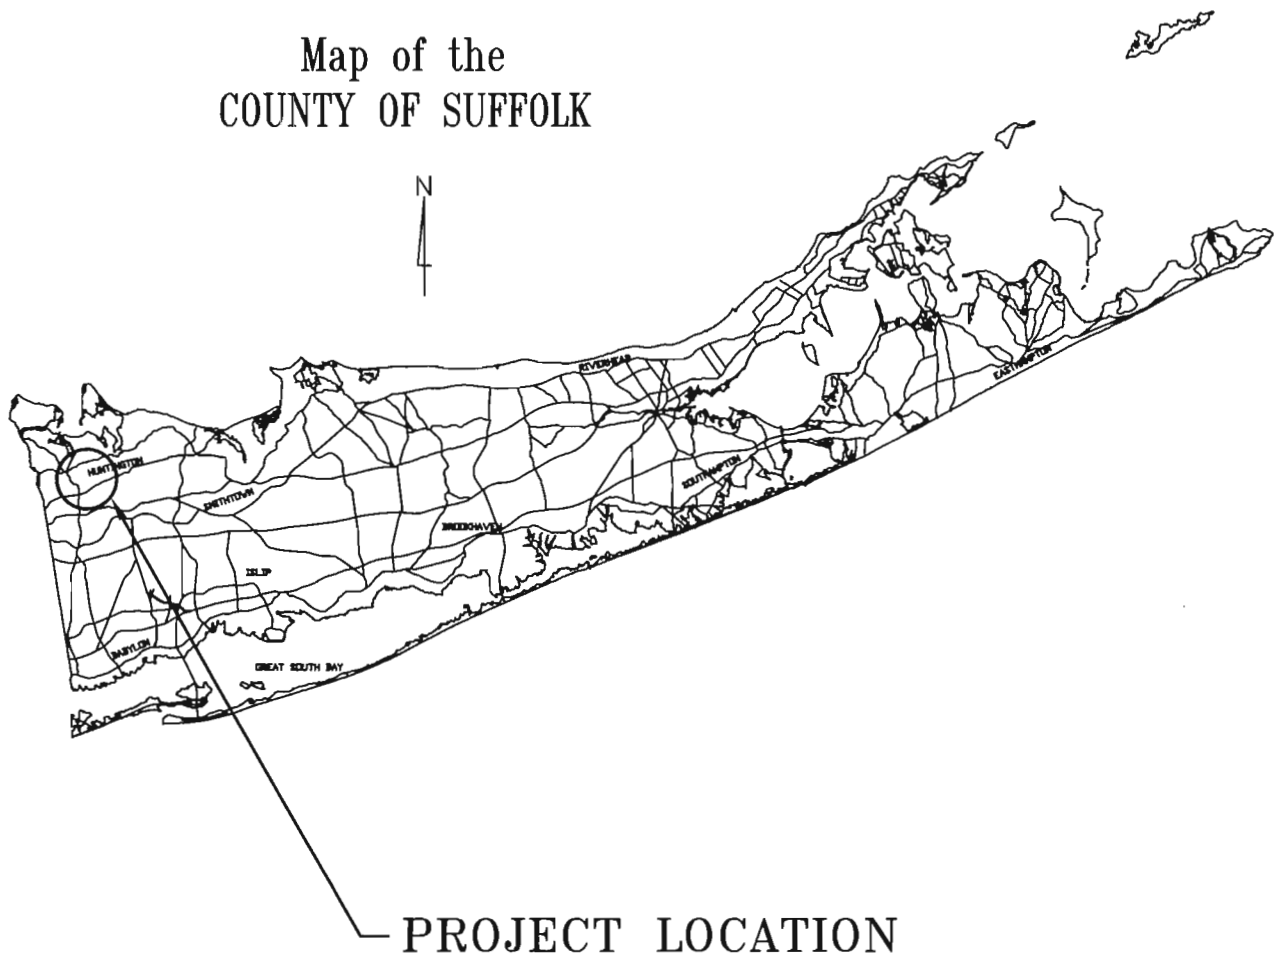 Map of the
COUNTY OF SUFFOLK
N
RIVERHEAD
EASTHAMPTON
HUNTINGTON
SMITHTOWN
SOUTHAMPTON
BROOKHAVEN
ISLIP
BABYLON
GREAT SOUTH BAY
PROJECT LOCATION